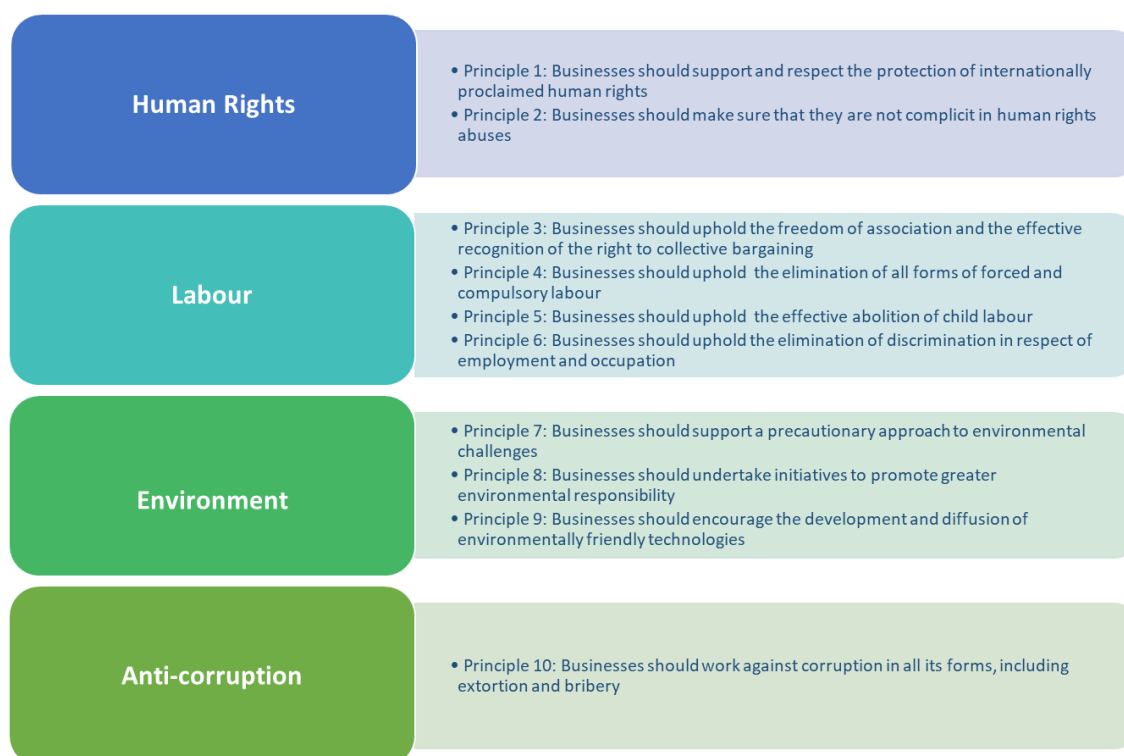 Human Rights
• Principle 1: Businesses should support and respect the protection of internationally
proclaimed human rights
• Principle 2: Businesses should make sure that they are not complicit in human rights
abuses
Labour
• Principle 3: Businesses should uphold the freedom of association and the effective
recognition of the right to collective bargaining
• Principle 4: Businesses should uphold  the elimination of all forms of forced and
compulsory labour
• Principle 5: Businesses should uphold  the effective abolition of child labour
• Principle 6: Businesses should uphold the elimination of discrimination in respect of
employment and occupation
Environment
• Principle 7: Businesses should support a precautionary approach to environmental
challenges
• Principle 8: Businesses should undertake initiatives to promote greater
environmental responsibility
• Principle 9: Businesses should encourage the development and diffusion of
environmentally friendly technologies
Anti-corruption
• Principle 10: Businesses should work against corruption in all its forms, including
extortion and bribery